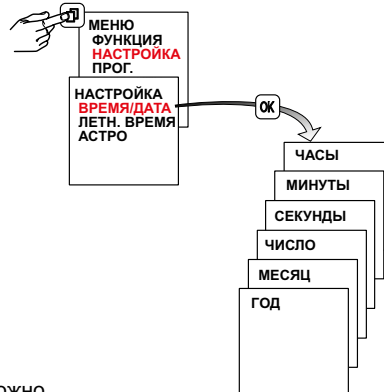 МЕНЮ
ФУНКЦИЯ
НАСТРОЙКА
ПРОГ.
НАСТРОЙКА
ВРЕМЯ/ДАТА
ЛЕТН. ВРЕМЯ
АСТРО
OK
ЧАСЫ
МИНУТЫ
СЕКУНДЫ
ЧИСЛО
МЕСЯЦ
ГОД